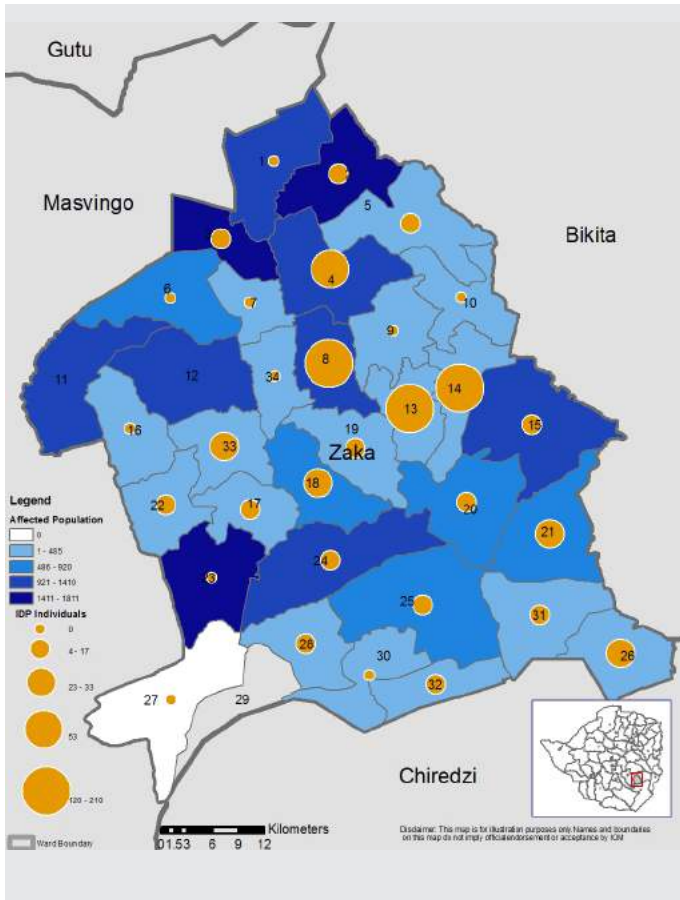 Gutu
Masvingo
Bikita
1
2
5
4
6
7
10
9
8
11
12
34
14
13
15
16
33
19
Zaka
18
22
17
20
21
24
3
25
28
31
30
26
32
27
29
Chiredzi
Legend
Affected Population
0
1 - 485
486 - 920
921 - 1410
1411 - 1811
IDP Individuals
0
4 - 17
23 - 33
53
120 - 210
Ward Boundary
Kilometers
01.53 6 9 12
Disclaimer: This map is for illustration purposes only. Names and boundaries
on this map do not imply official endorsement or acceptance by IOM